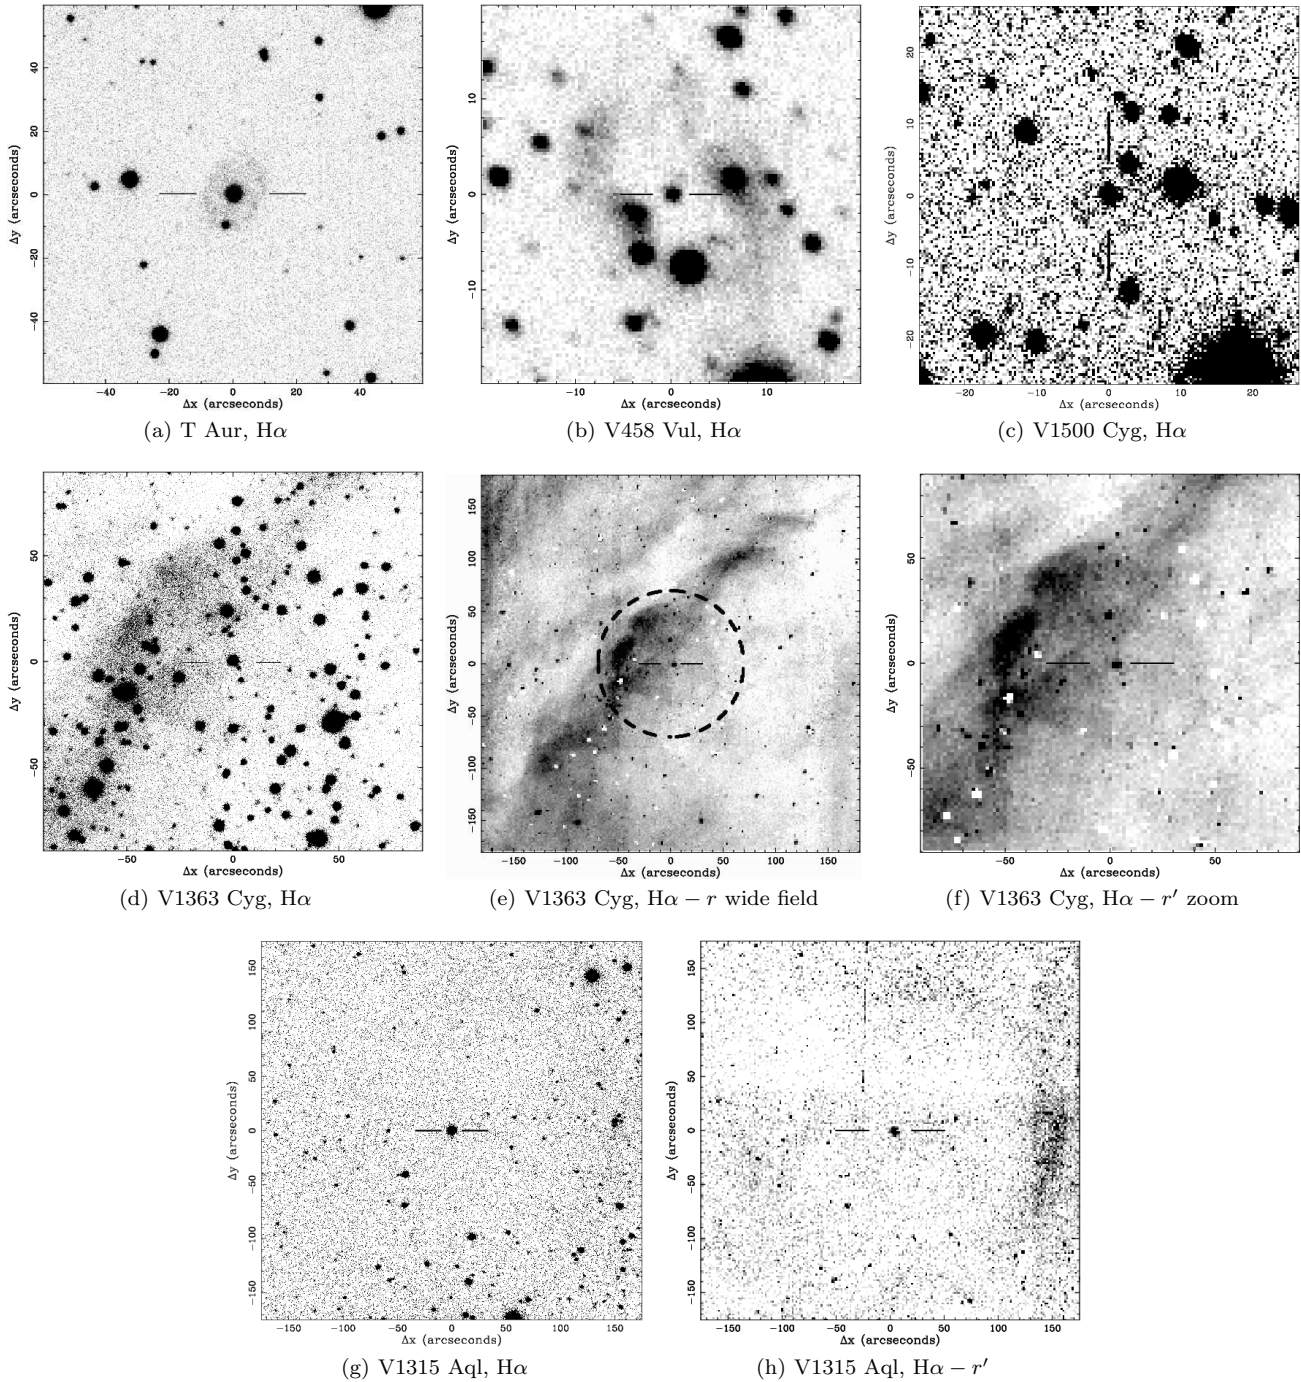 40
20
0
−20
−40
Δy (arcseconds)
−40 −20 0 20 40
Δx (arcseconds)
(a) T Aur, Hα
10
0
−10
Δy (arcseconds)
−10 0 10
Δx (arcseconds)
(b) V458 Vul, Hα
20
10
0
−10
−20
Δy (arcseconds)
−20 −10 0 10 20
Δx (arcseconds)
(c) V1500 Cyg, Hα
50
0
−50
Δy (arcseconds)
−50 0 50
Δx (arcseconds)
(d) V1363 Cyg, Hα
150
100
50
0
−50
−100
−150
Δy (arcseconds)
−150 −100 −50 0 50 100 150
Δx (arcseconds)
(e) V1363 Cyg, Hα − r wide field
50
0
−50
Δy (arcseconds)
−50 0 50
Δx (arcseconds)
(f) V1363 Cyg, Hα − r′ zoom
150
100
50
0
−50
−100
−150
Δy (arcseconds)
−150 −100 −50 0 50 100 150
Δx (arcseconds)
(g) V1315 Aql, Hα
150
100
50
0
−50
−100
−150
Δy (arcseconds)
−150 −100 −50 0 50 100 150
Δx (arcseconds)
(h) V1315 Aql, Hα − r′